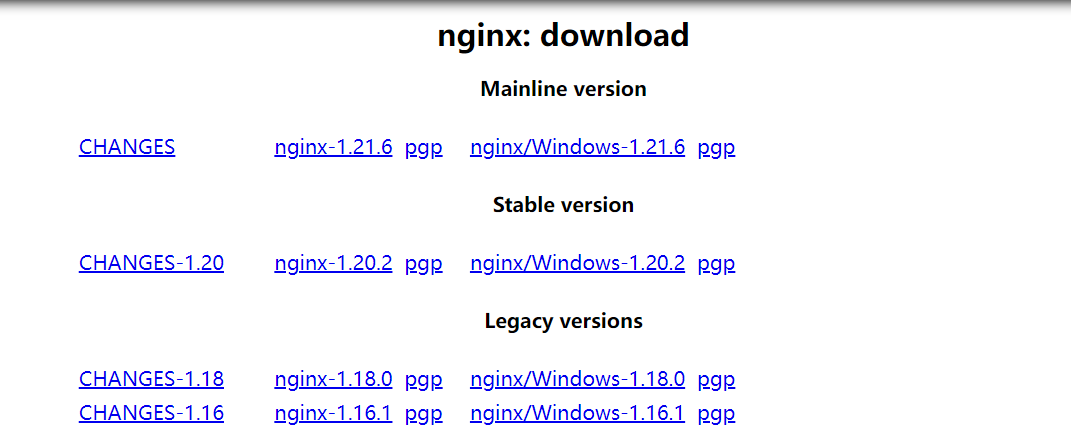 nginx: download
Mainline version
CHANGES nginx-1.21.6 pgp nginx/Windows-1.21.6 pgp
Stable version
CHANGES-1.20 nginx-1.20.2 pgp nginx/Windows-1.20.2 pgp
Legacy versions
CHANGES-1.18 nginx-1.18.0 pgp nginx/Windows-1.18.0 pgp
CHANGES-1.16 nginx-1.16.1 pgp nginx/Windows-1.16.1 pgp